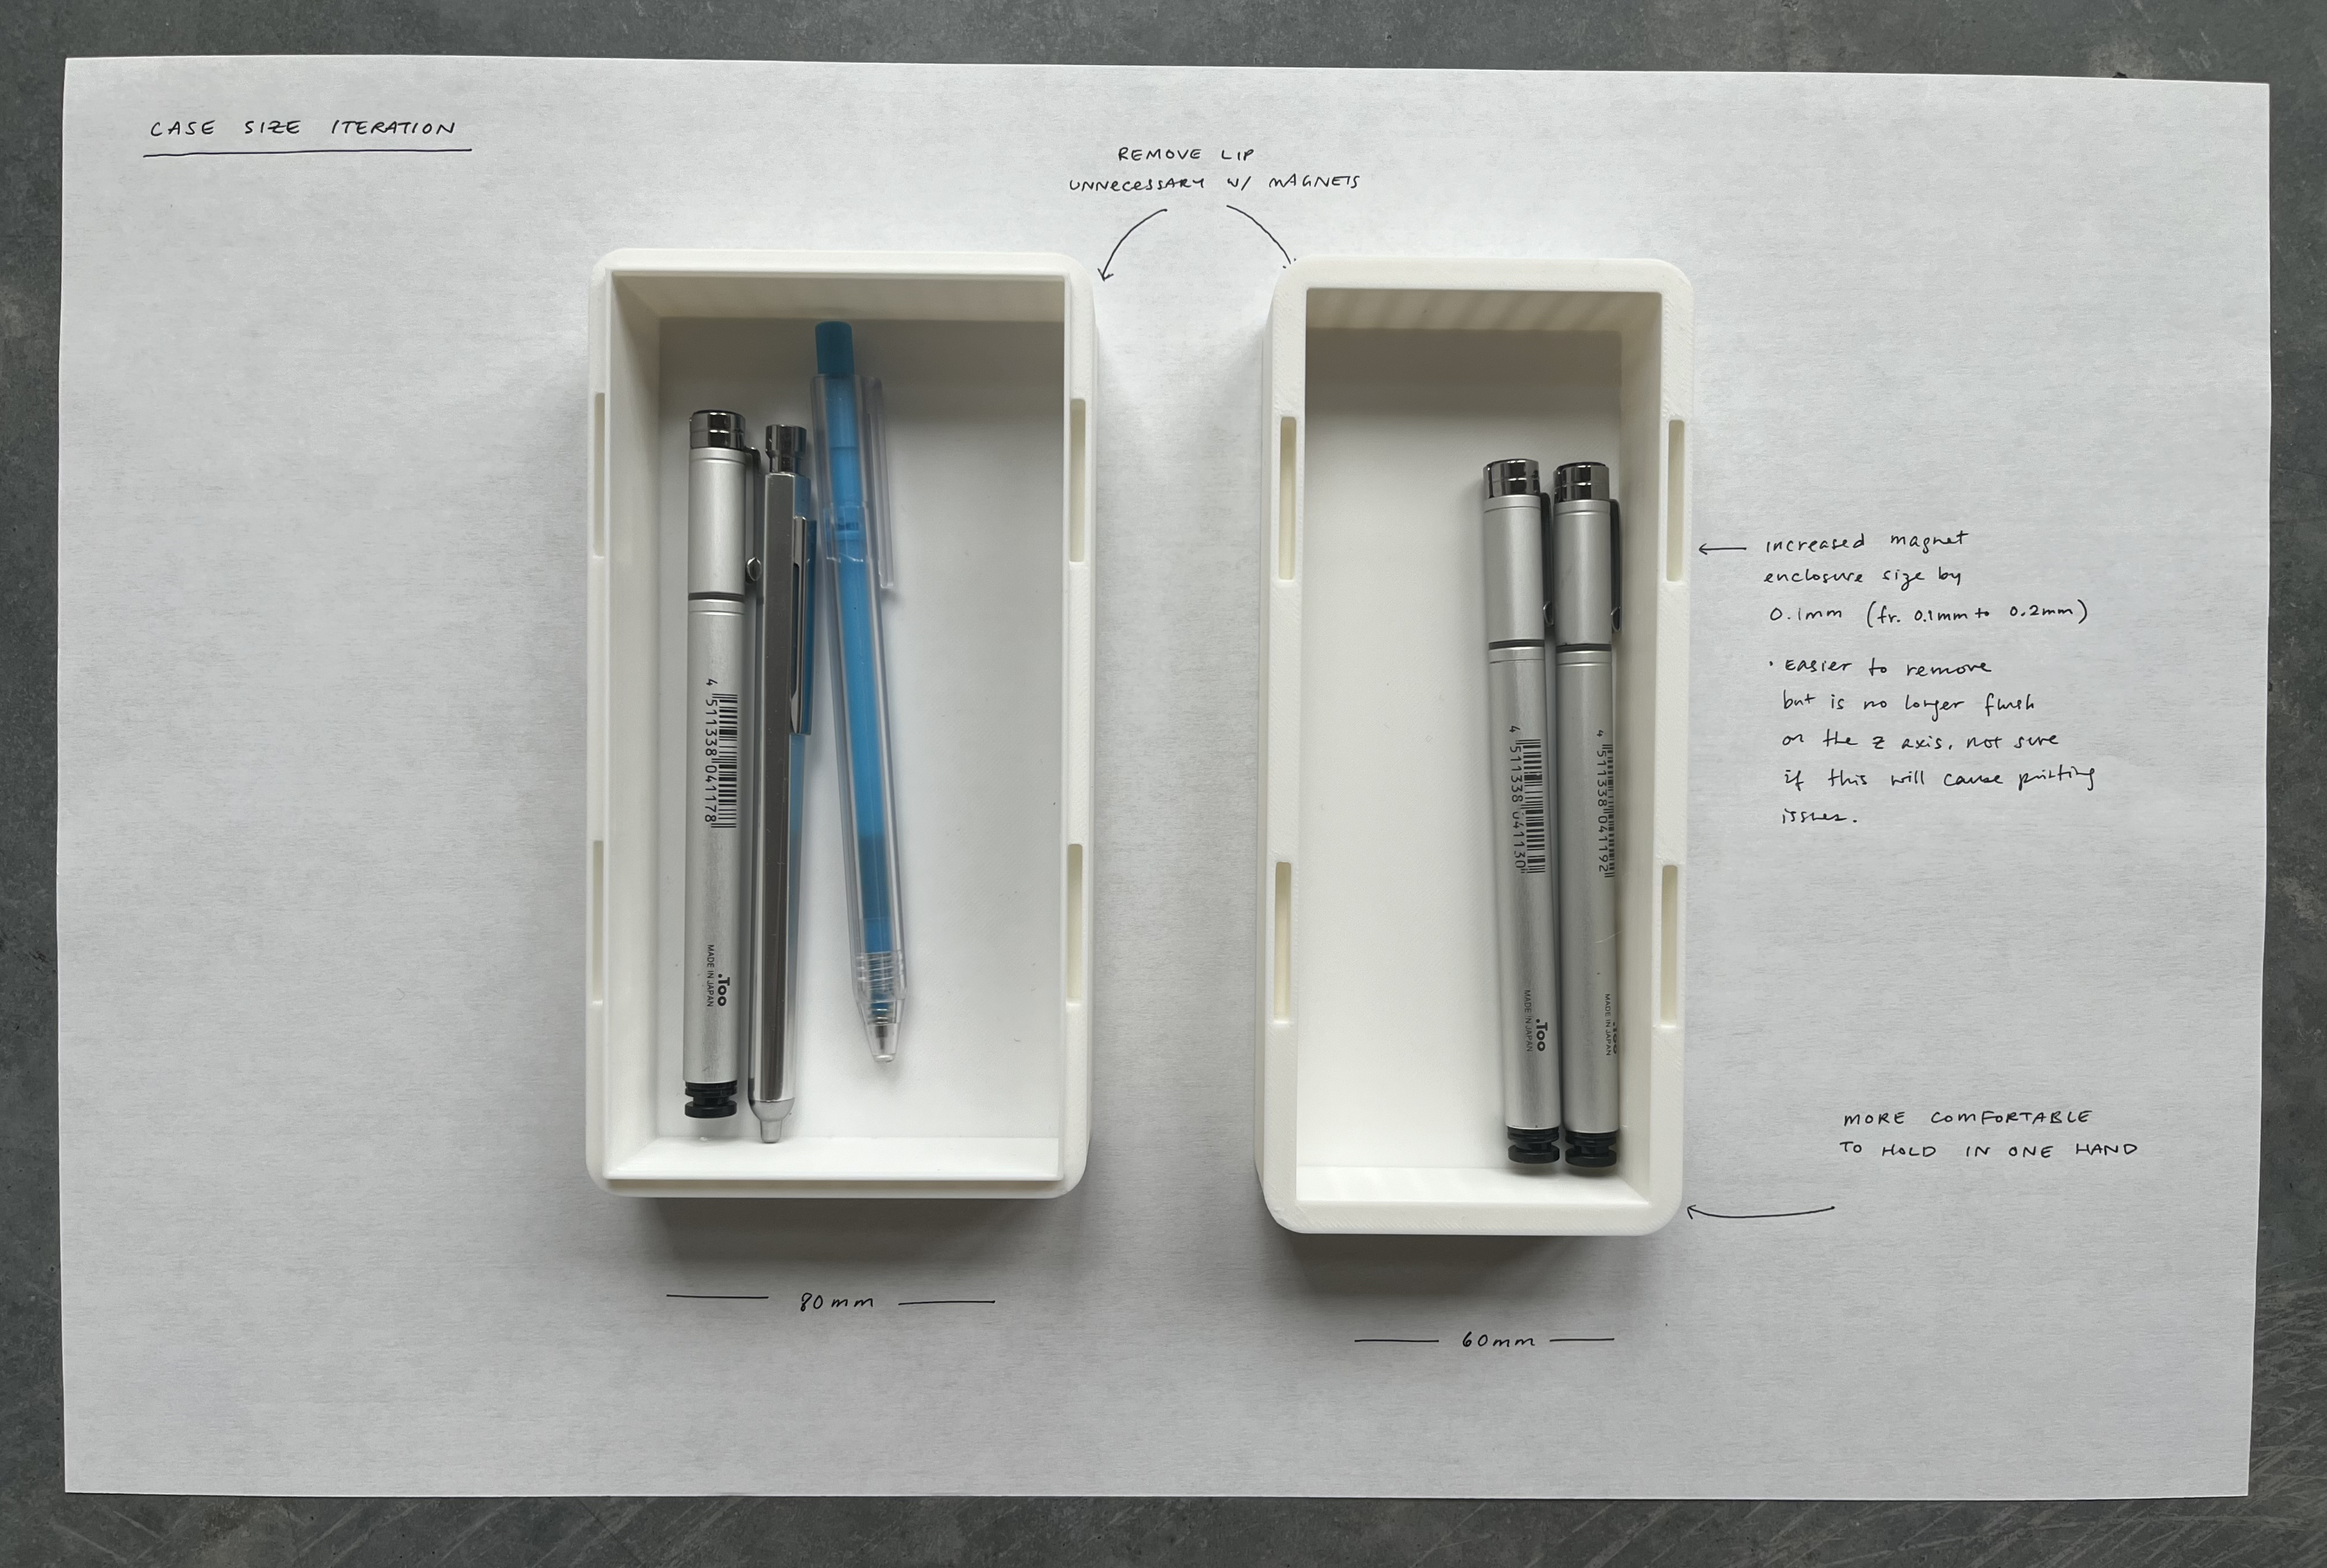 CASE SIZE ITERATION
REMOVE LIP
UNNECESSARY W/ MAGNETS
increased magnet
enclosure size by
0.1mm (fr. 0.1mm to 0.2mm)
• Easier to remove
but is no longer flush
on the z axis, not sure
if this will cause printing
issues.
MORE COMFORTABLE
TO HOLD IN ONE HAND
80mm
60mm
4 511338 041178
.Too
MADE IN JAPAN
4 511338 041130
.Too
MADE IN JAPAN
4 511338 041192
.Too
MADE IN JAPAN